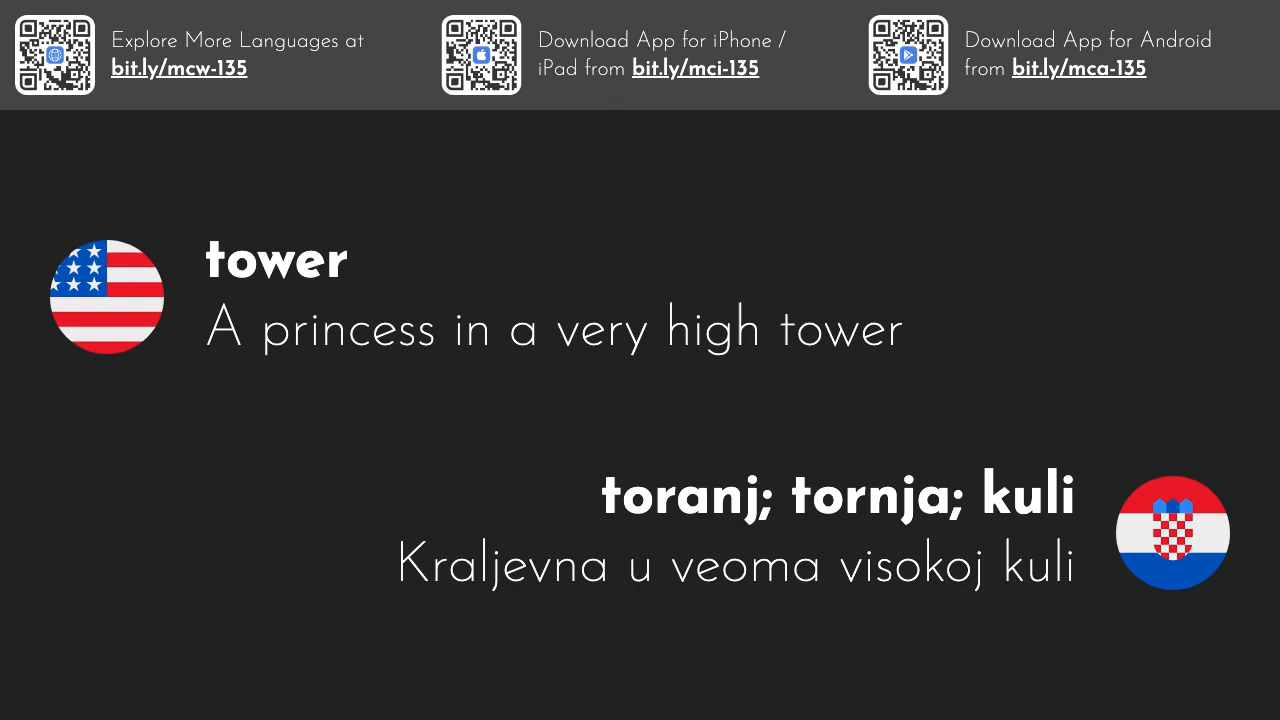 Explore More Languages at
bit.ly/mcw-135
Download App for iPhone /
iPad from bit.ly/mci-135
Download App for Android
from bit.ly/mca-135
tower
A princess in a very high tower
toranj; tornja; kuli
Kraljevna u veoma visokoj kuli